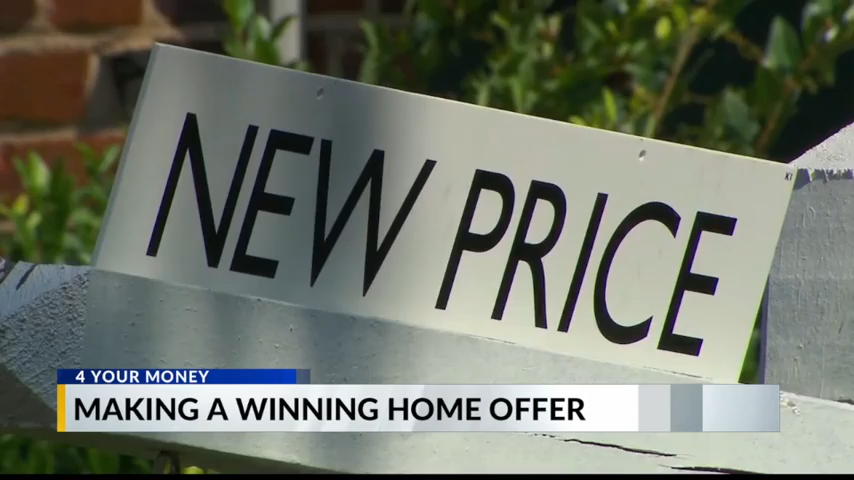 NEW PRICE
4 YOUR MONEY
MAKING A WINNING HOME OFFER